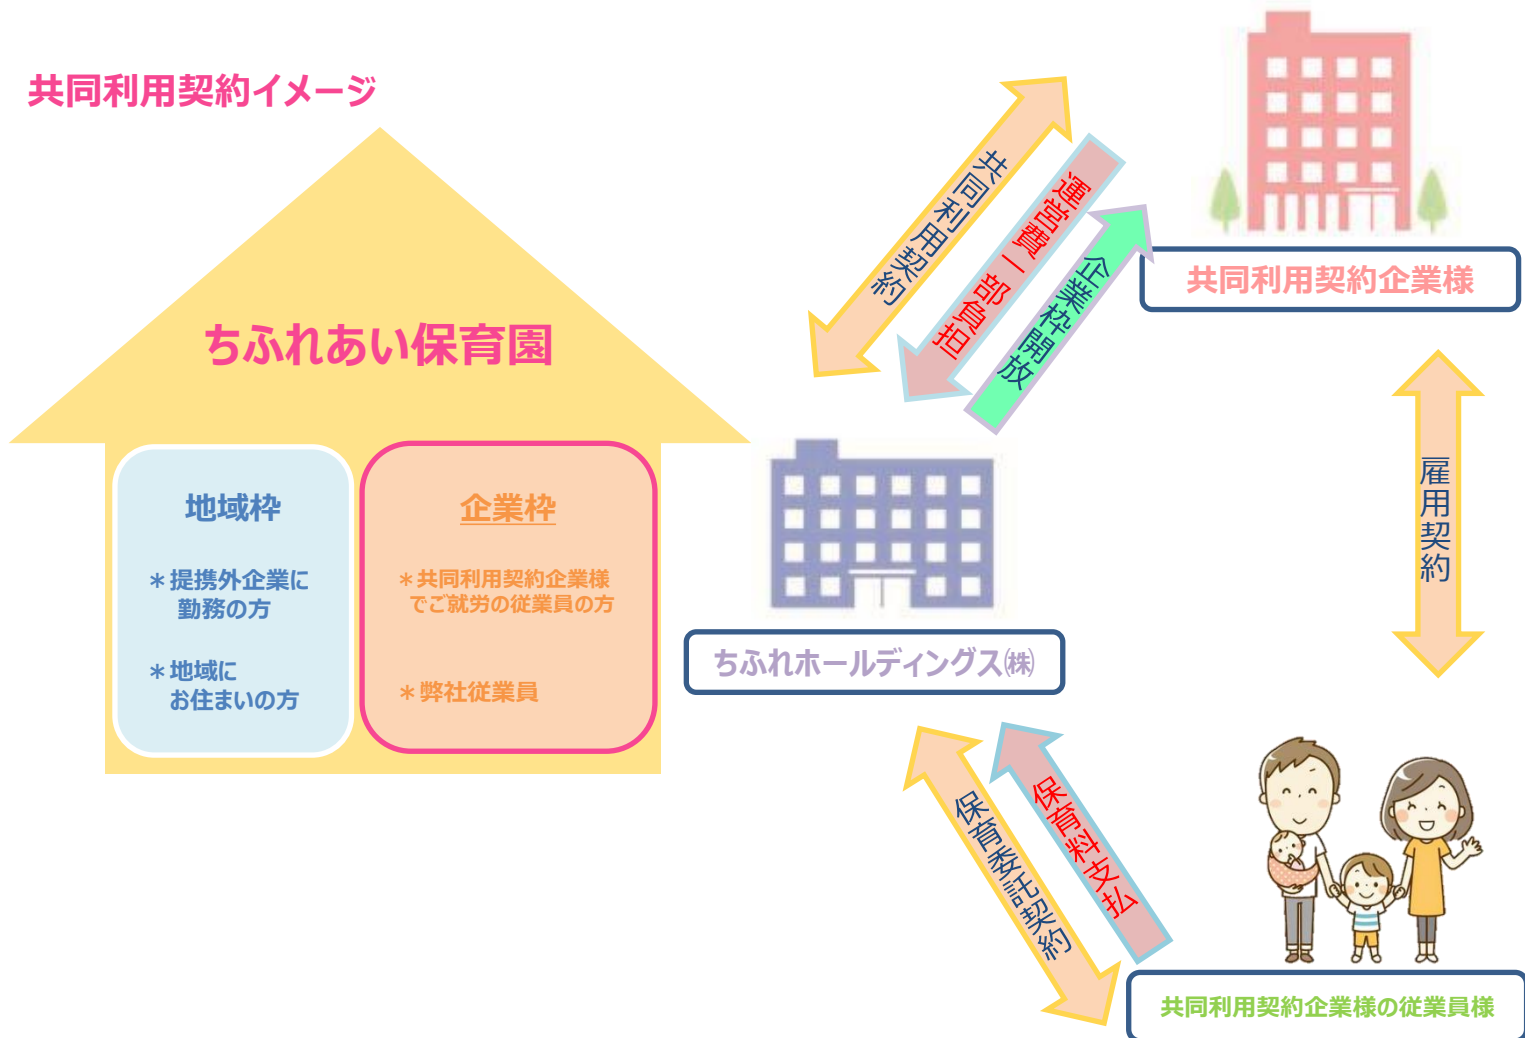 共同利用契約イメージ
ちふれあい保育園
地域枠
＊提携外企業に
勤務の方
＊地域に
お住まいの方
企業枠
＊共同利用契約企業様
でご就労の従業員の方
＊弊社従業員
共同利用契約
運営費一部負担
企業枠開放
共同利用契約企業様
ちふれホールディングス㈱
雇用契約
保育委託契約
保育料支払
共同利用契約企業様の従業員様